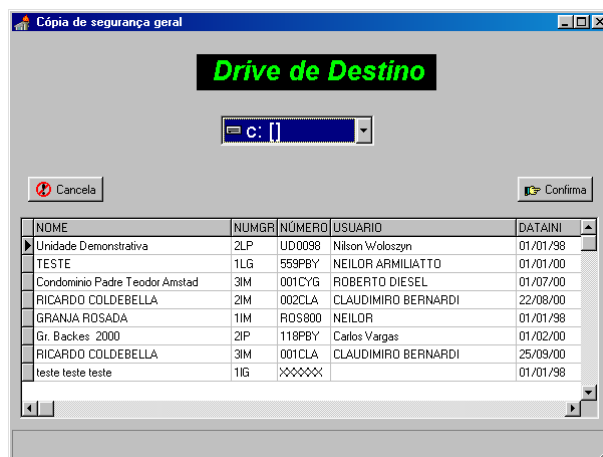 Cópia de segurança geral
Drive de Destino
c: []
Cancela
Confirma
NOME NUMGR NÚMERO USUARIO DATAINI
Unidade Demonstrativa 2LP UD0098 Nilson Woloszyn 01/01/98
TESTE 1LG 559PBY NEILOR ARMILIATTO 01/01/00
Condominio Padre Teodor Amstad 3IM 001CYG ROBERTO DIESEL 01/07/00
RICARDO COLDEBELLA 2IM 002CLA CLAUDIMIRO BERNARDI 22/08/00
GRANJA ROSADA 1IM ROS800 NEILOR 01/01/98
Gr. Backes 2000 2IP 118PBY Carlos Vargas 01/02/00
RICARDO COLDEBELLA 3IM 001CLA CLAUDIMIRO BERNARDI 25/09/00
teste teste teste 1IG XXXXXX 01/01/98